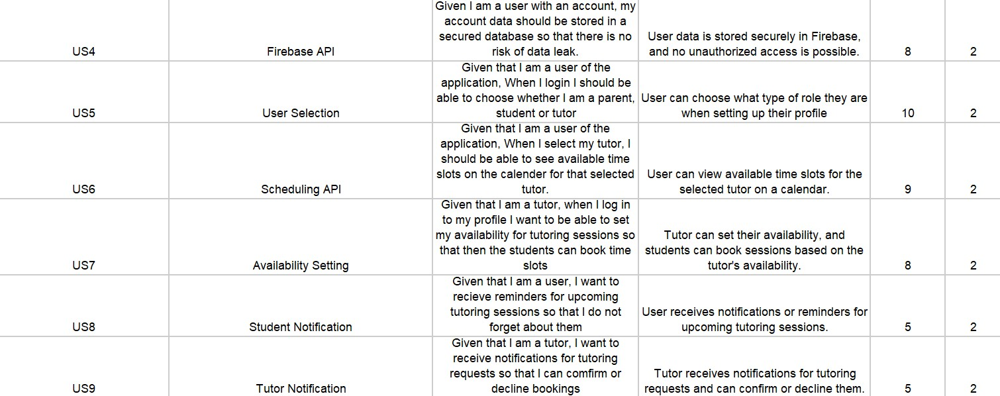 US4
Firebase API
Given I am a user with an account, my
account data should be stored in a
secured database so that there is no
risk of data leak.
User data is stored securely in Firebase,
and no unauthorized access is possible.
8
2
US5
User Selection
Given that I am a user of the
application, When I login I should be
able to choose whether I am a parent,
student or tutor
User can choose what type of role they are
when setting up their profile
10
2
US6
Scheduling API
Given that I am a user of the
application, When I select my tutor, I
should be able to see available time
slots on the calender for that selected
tutor.
User can view available time slots for the
selected tutor on a calendar.
9
2
US7
Availability Setting
Given that I am a tutor, when I log in
to my profile I want to be able to set
my availability for tutoring sessions so
that then the students can book time
slots
Tutor can set their availability, and
students can book sessions based on the
tutor's availability.
8
2
US8
Student Notification
Given that I am a user, I want to
recieve reminders for upcoming
tutoring sessions so that I do not
forget about them
User receives notifications or reminders for
upcoming tutoring sessions.
5
2
US9
Tutor Notification
Given that I am a tutor, I want to
receive notifications for tutoring
requests so that I can comfirm or
decline bookings
Tutor receives notifications for tutoring
requests and can confirm or decline them.
5
2